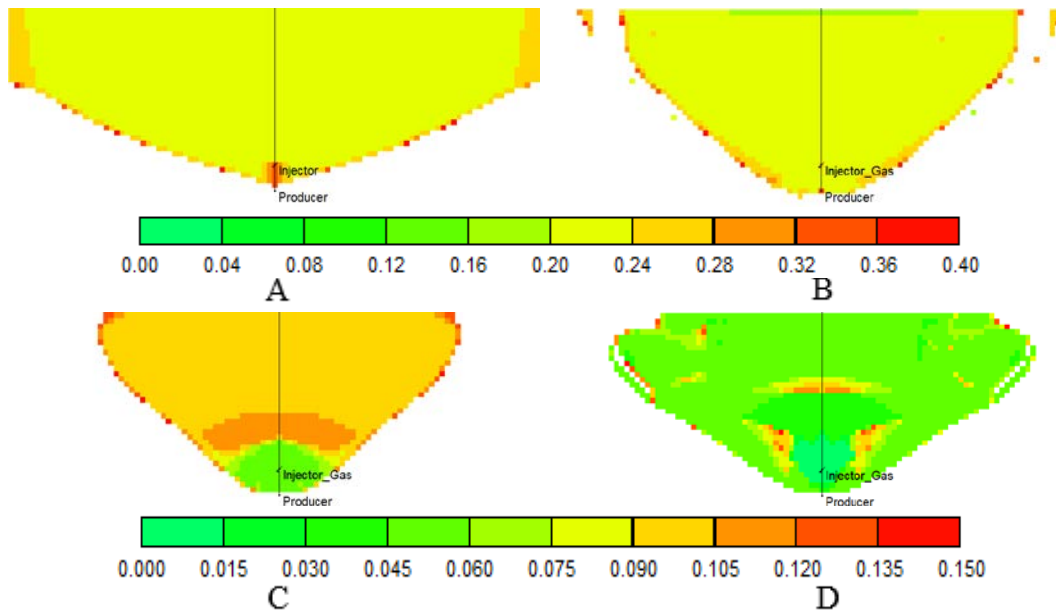 Injector
Producer
Injector_Gas
Producer
0.00 0.04 0.08 0.12 0.16 0.20 0.24 0.28 0.32 0.36 0.40
A B
Injector_Gas
Producer
Injector_Gas
Producer
0.000 0.015 0.030 0.045 0.060 0.075 0.090 0.105 0.120 0.135 0.150
C D